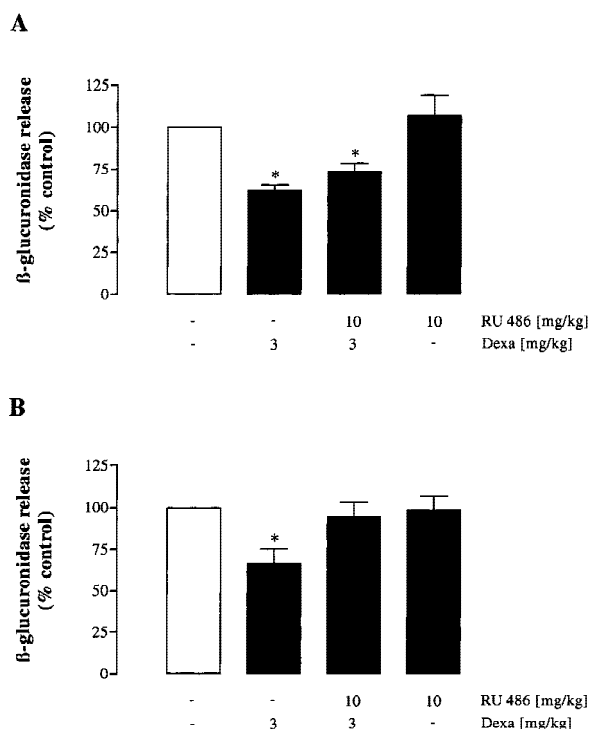 A
ß-glucuronidase release
(% control)
125
100
75
50
25
0
*
*
- - 10 10 RU 486 [mg/kg]
- 3 3 - Dexa [mg/kg]
B
ß-glucuronidase release
(% control)
125
100
75
50
25
0
*
- - 10 10 RU 486 [mg/kg]
- 3 3 - Dexa [mg/kg]